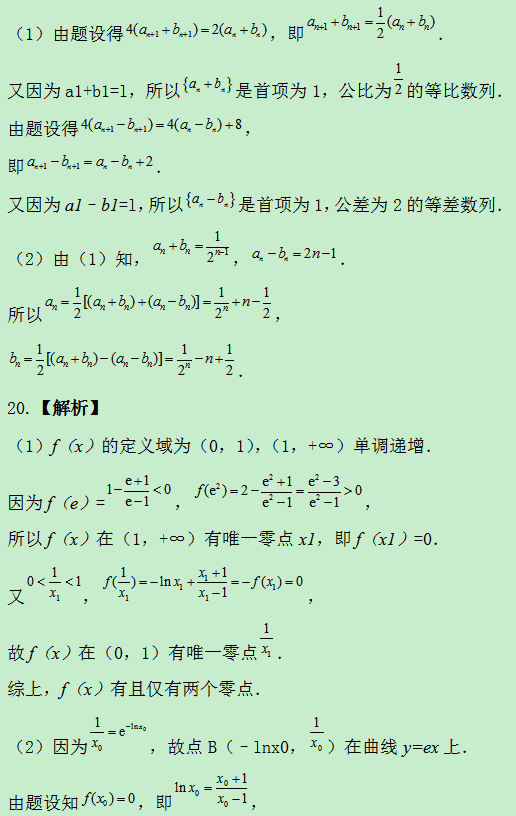 （1）由题设得4(aₙ₊₁+bₙ₊₁)=2(aₙ+bₙ)，即aₙ₊₁+bₙ₊₁=1/2(aₙ+bₙ)．
又因为a1+b1=l，所以{aₙ+bₙ}是首项为1，公比为1/2的等比数列．
由题设得4(aₙ₊₁-bₙ₊₁)=4(aₙ-bₙ)+8，
即aₙ₊₁-bₙ₊₁=aₙ-bₙ+2．
又因为a1–b1=l，所以{aₙ-bₙ}是首项为1，公差为2的等差数列．
（2）由（1）知，aₙ+bₙ=1/2ⁿ⁻¹，aₙ-bₙ=2n-1．
所以aₙ=1/2[(aₙ+bₙ)+(aₙ-bₙ)]=1/2ⁿ+n-1/2，
bₙ=1/2[(aₙ+bₙ)-(aₙ-bₙ)]=1/2ⁿ-n+1/2．
20.【解析】
（1）f（x）的定义域为（0，1），（1，+∞）单调递增．
因为f（e）=1-(e+1)/(e-1)<0，f(e²)=2-(e²+1)/(e²-1)=(e²-3)/(e²-1)>0，
所以f（x）在（1，+∞）有唯一零点x1，即f（x1）=0．
又0<1/x₁<1，f(1/x₁)=-lnx₁+(x₁+1)/(x₁-1)=-f(x₁)=0，
故f（x）在（0，1）有唯一零点1/x₁．
综上，f（x）有且仅有两个零点．
（2）因为1/x₀=e^(-lnx₀)，故点B（–lnx0，1/x₀）在曲线y=ex上．
由题设知f(x₀)=0，即lnx₀=(x₀+1)/(x₀-1)，